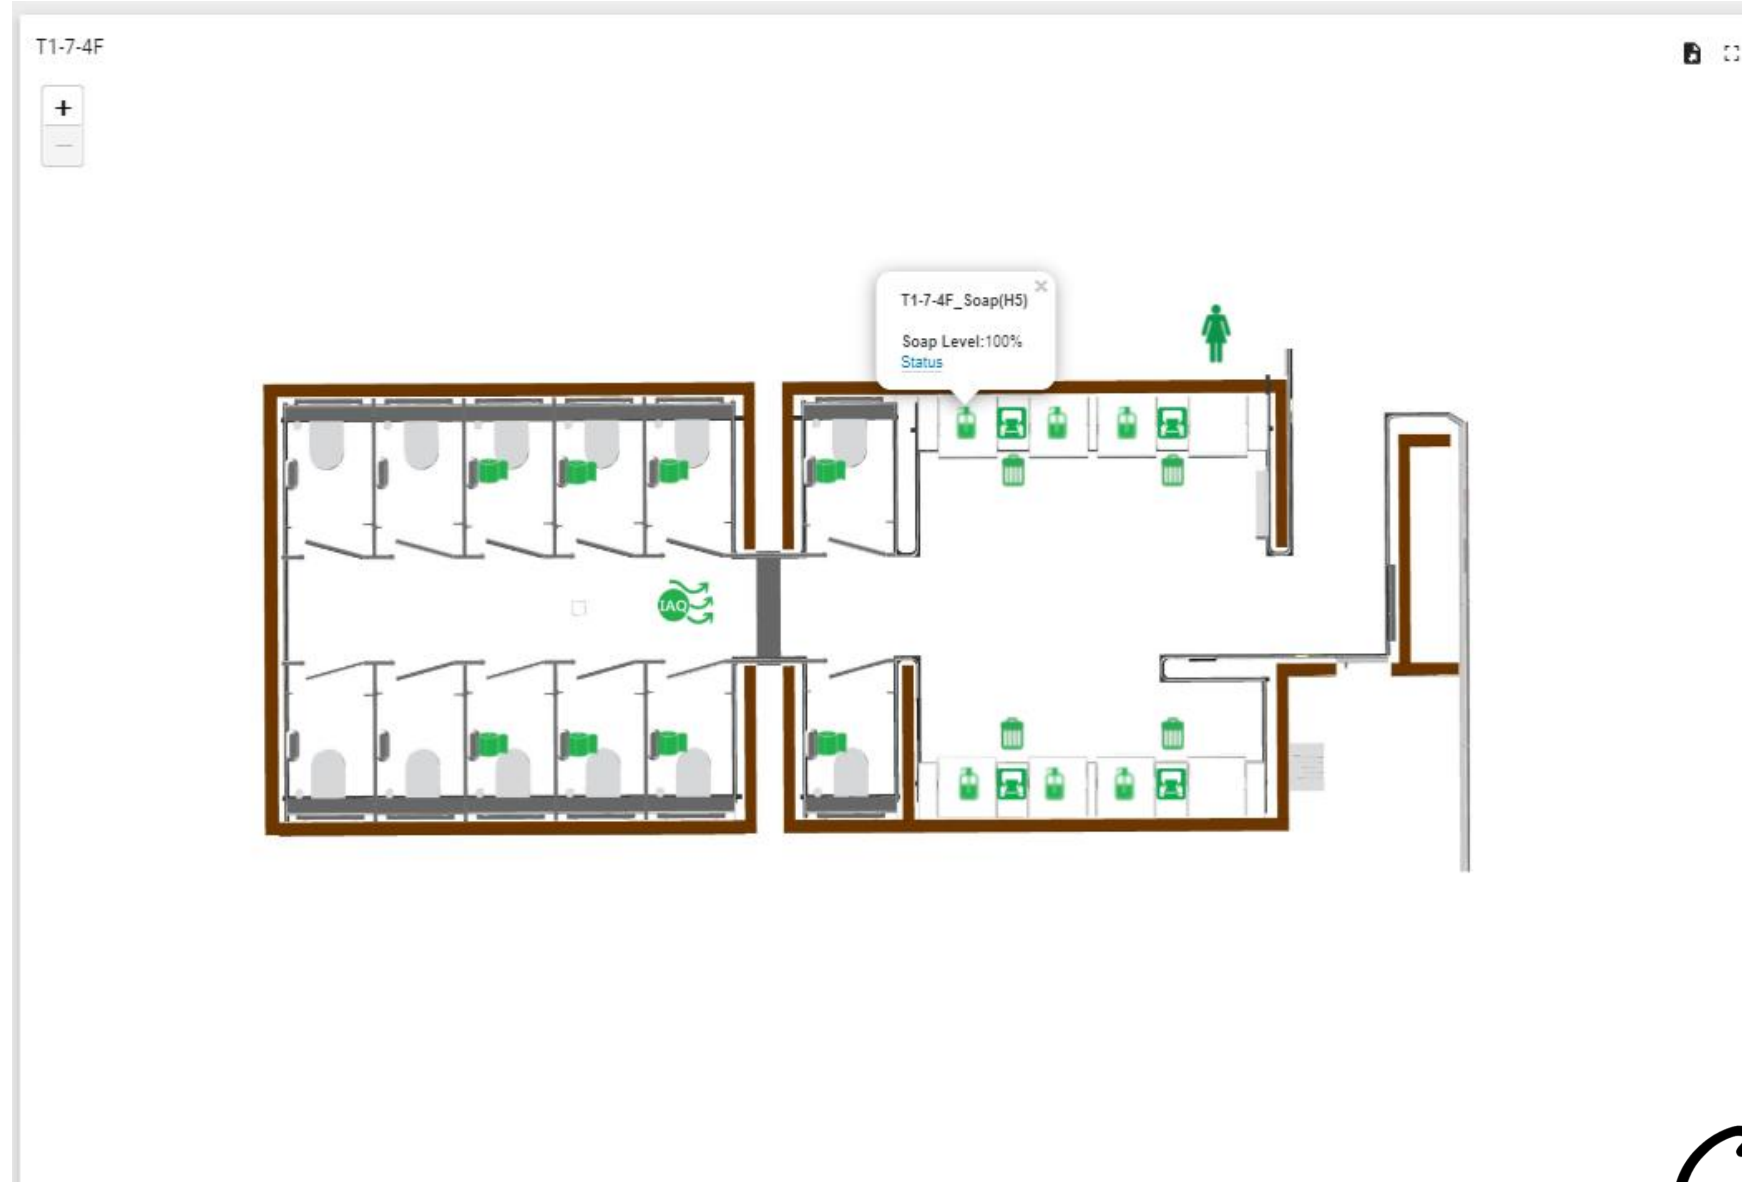 T1-7-4F
+
−
T1-7-4F_Soap(H5)
×
Soap Level:100%
Status
IAQ